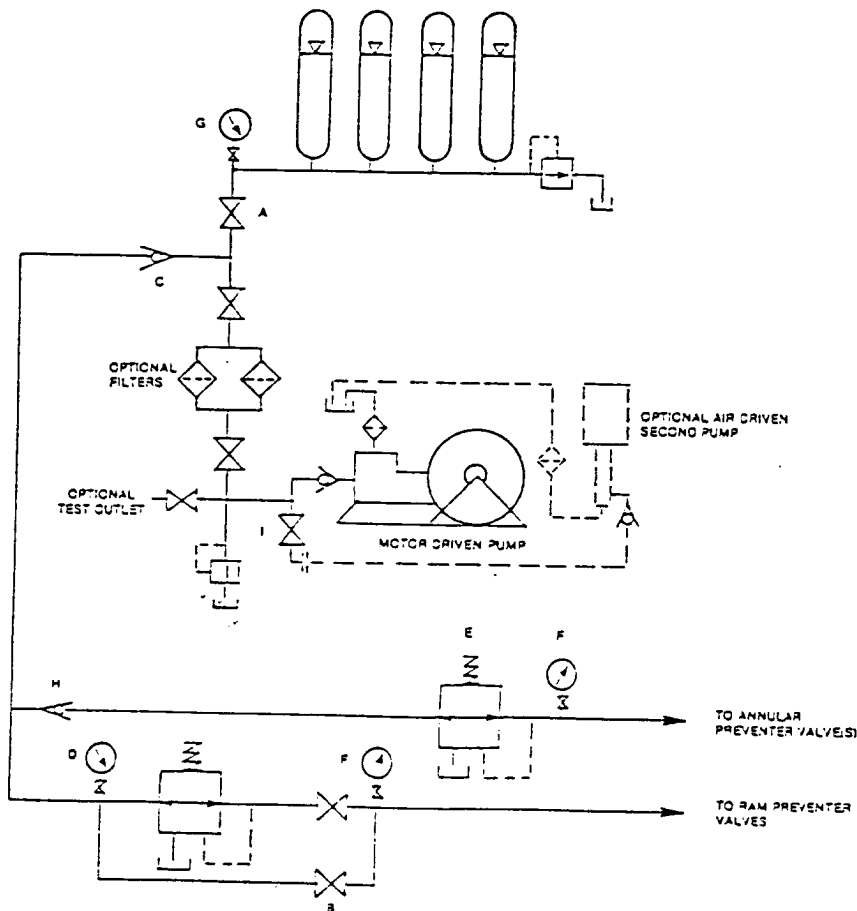 G
A
C
OPTIONAL
FILTERS
OPTIONAL AIR DRIVEN
SECOND PUMP
OPTIONAL
TEST OUTLET
I
MOTOR DRIVEN PUMP
E
F
H
TO ANNULAR
PREVENTER VALVE(S)
D
F
TO RAM PREVENTER
VALVES
B